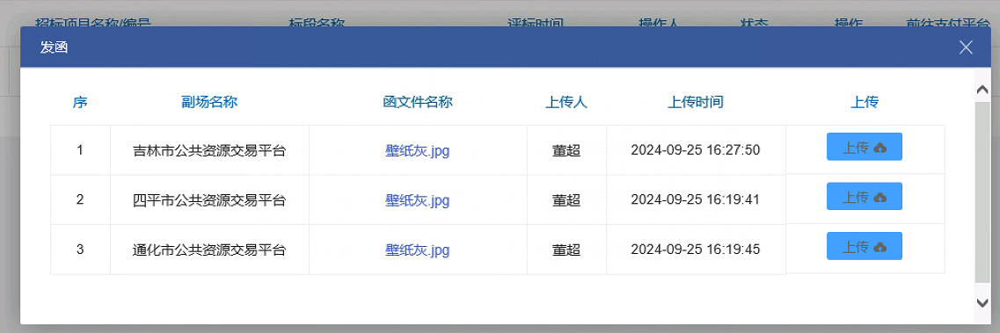 招标项目名称/编号 标段名称 评标时间 操作人 状态 操作 前往支付平台
发函
序 副场名称 函文件名称 上传人 上传时间 上传
1 吉林市公共资源交易平台 壁纸灰.jpg 董超 2024-09-25 16:27:50 上传
2 四平市公共资源交易平台 壁纸灰.jpg 董超 2024-09-25 16:19:41 上传
3 通化市公共资源交易平台 壁纸灰.jpg 董超 2024-09-25 16:19:45 上传